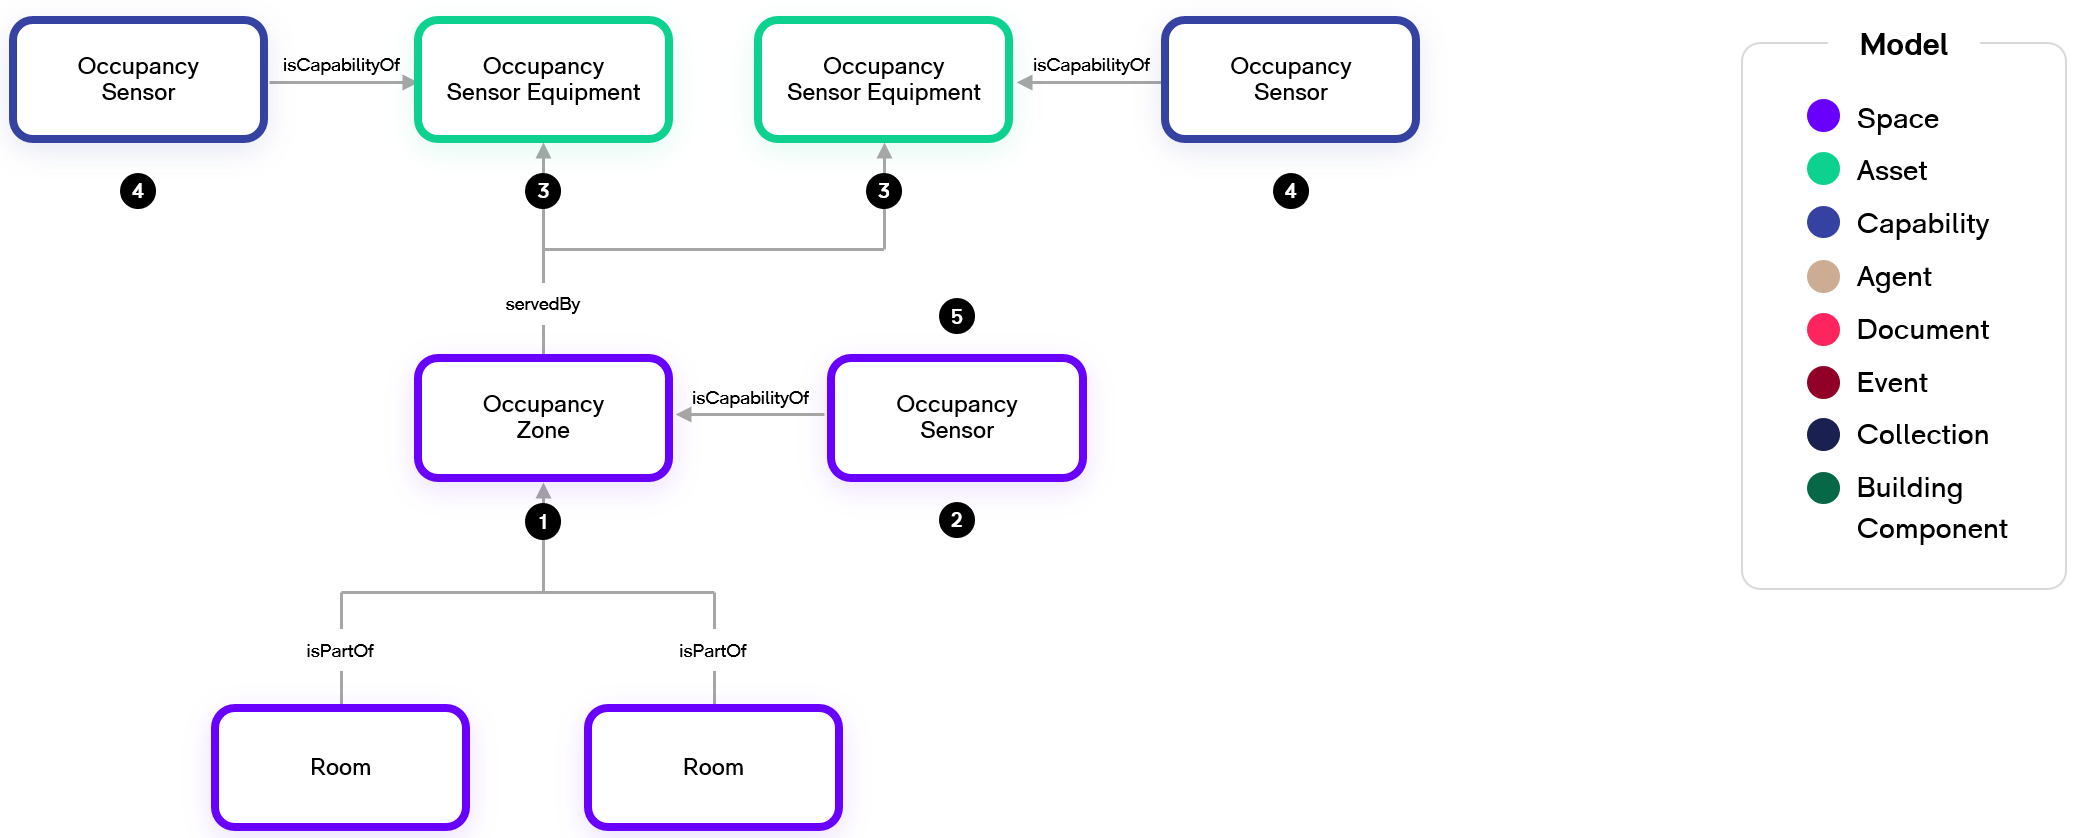 Occupancy
Sensor
isCapabilityOf
Occupancy
Sensor Equipment
Occupancy
Sensor Equipment
isCapabilityOf
Occupancy
Sensor
4
3
3
4
servedBy
5
Occupancy
Zone
isCapabilityOf
Occupancy
Sensor
1
2
isPartOf
isPartOf
Room
Room
Model
Space
Asset
Capability
Agent
Document
Event
Collection
Building
Component